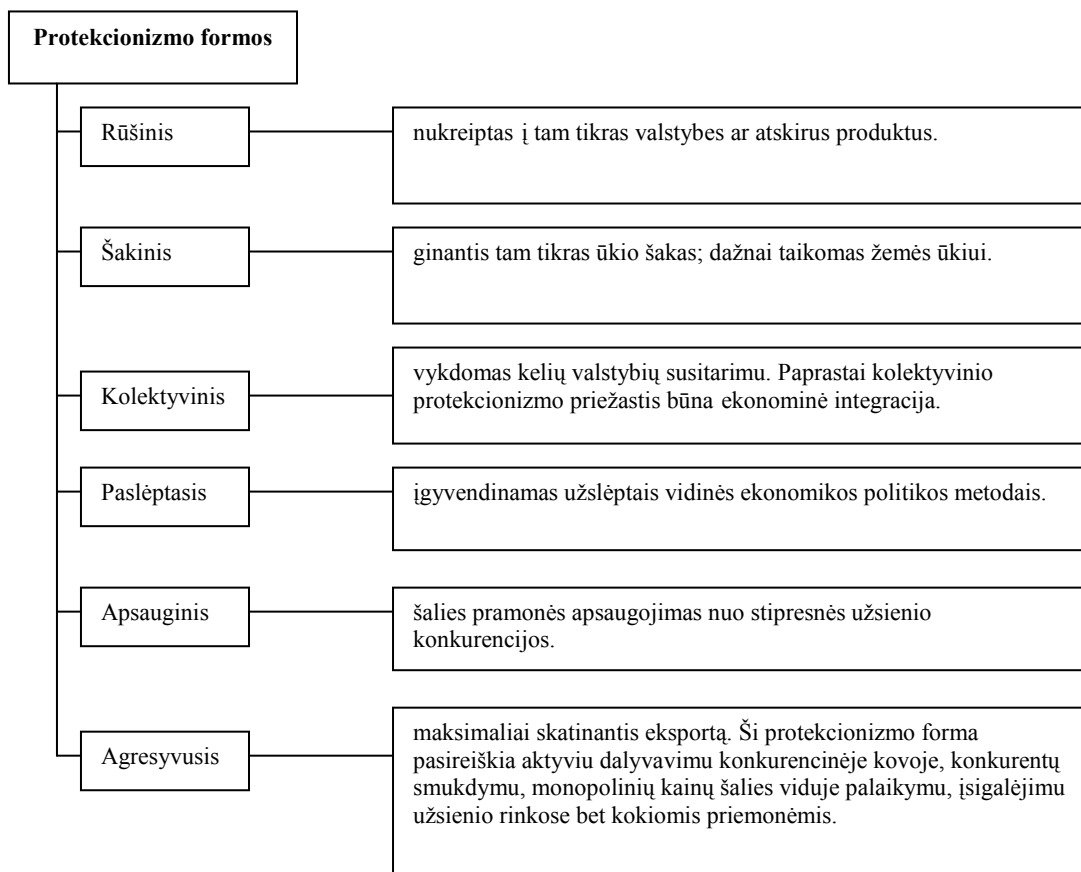 Protekcionizmo formos
Rūšinis
nukreiptas į tam tikras valstybes ar atskirus produktus.
Šakinis
ginantis tam tikras ūkio šakas; dažnai taikomas žemės ūkiui.
Kolektyvinis
vykdomas kelių valstybių susitarimu. Paprastai kolektyvinio
protekcionizmo priežastis būna ekonominė integracija.
Paslėptasis
įgyvendinamas užslėptais vidinės ekonomikos politikos metodais.
Apsauginis
šalies pramonės apsaugojimas nuo stipresnės užsienio
konkurencijos.
Agresyvusis
maksimaliai skatinantis eksportą. Ši protekcionizmo forma
pasireiškia aktyviu dalyvavimu konkurencinėje kovoje, konkurentų
smukdymu, monopolinių kainų šalies viduje palaikymu, įsigalėjimu
užsienio rinkose bet kokiomis priemonėmis.